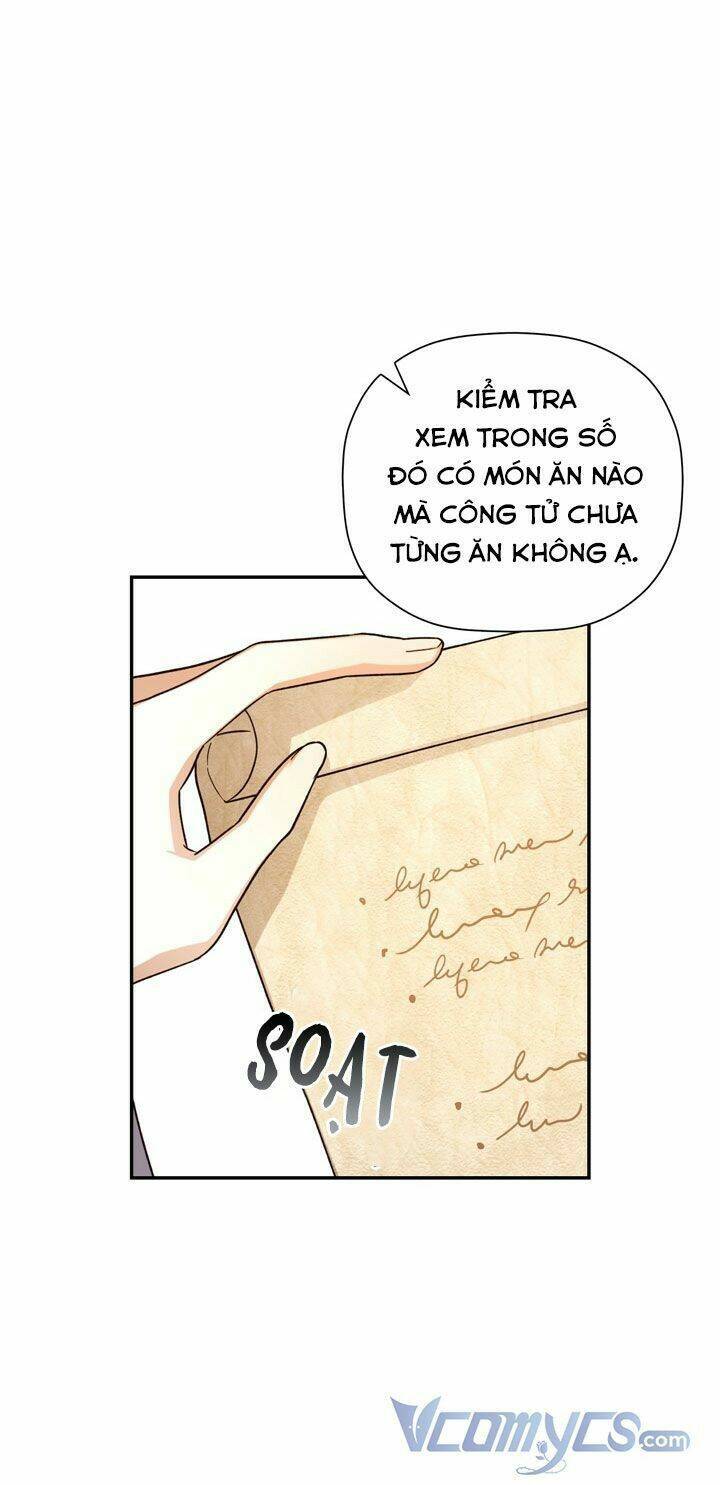 KIỂM TRA
XEM TRONG SỐ
ĐÓ CÓ MÓN ĂN NÀO
MÀ CÔNG TỬ CHƯA
TỪNG ĂN KHÔNG Ạ.
SOẠT
VCOMYCS.com